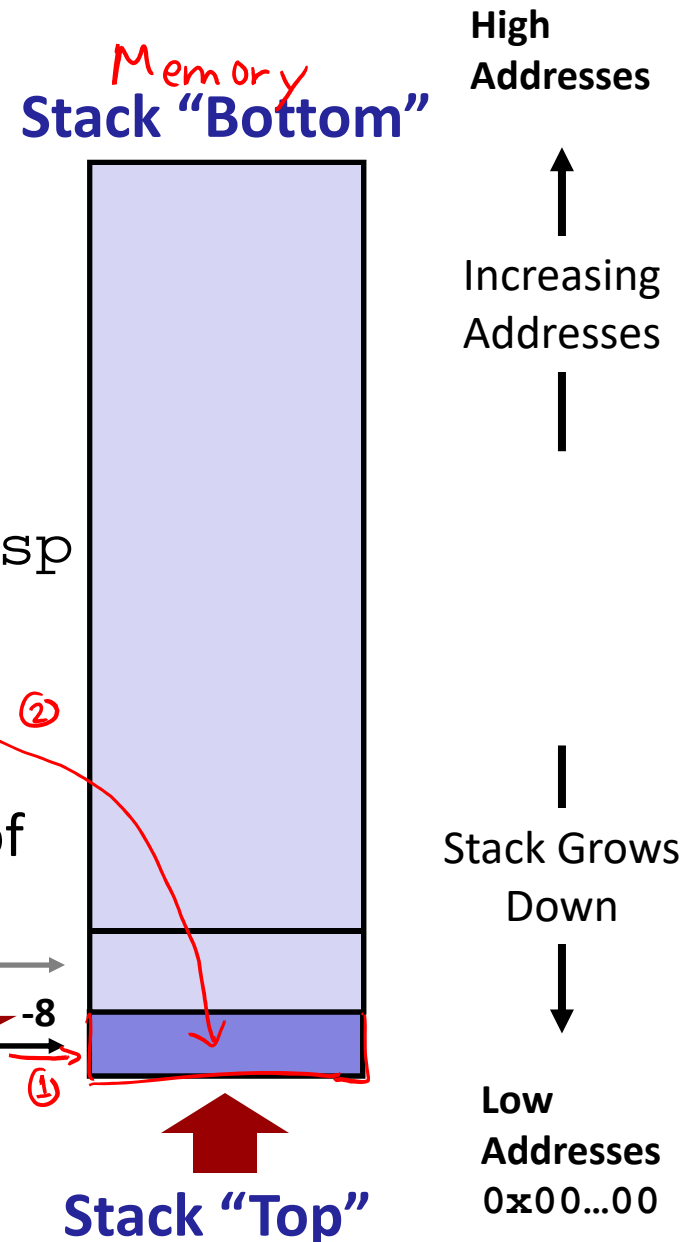 High
Addresses
Memory
Stack “Bottom”
Increasing
Addresses
sp
②
of
Stack Grows
Down
-8
①
Low
Addresses
0x00…00
Stack “Top”